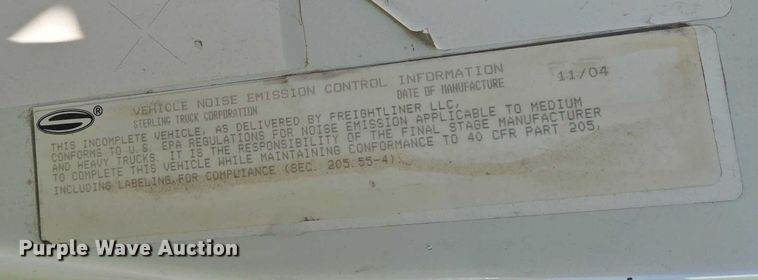 VEHICLE NOISE EMISSION CONTROL INFORMATION
STERLING TRUCK CORPORATION DATE OF MANUFACTURE 11/04
THIS INCOMPLETE VEHICLE, AS DELIVERED BY FREIGHTLINER LLC,
CONFORMS TO U.S. EPA REGULATIONS FOR NOISE EMISSION APPLICABLE TO MEDIUM
AND HEAVY TRUCKS. IT IS THE RESPONSIBILITY OF THE FINAL STAGE MANUFACTURER
TO COMPLETE THIS VEHICLE WHILE MAINTAINING CONFORMANCE TO 40 CFR PART 205,
INCLUDING LABELING FOR COMPLIANCE (SEC. 205.55-4)
®
Purple Wave Auction